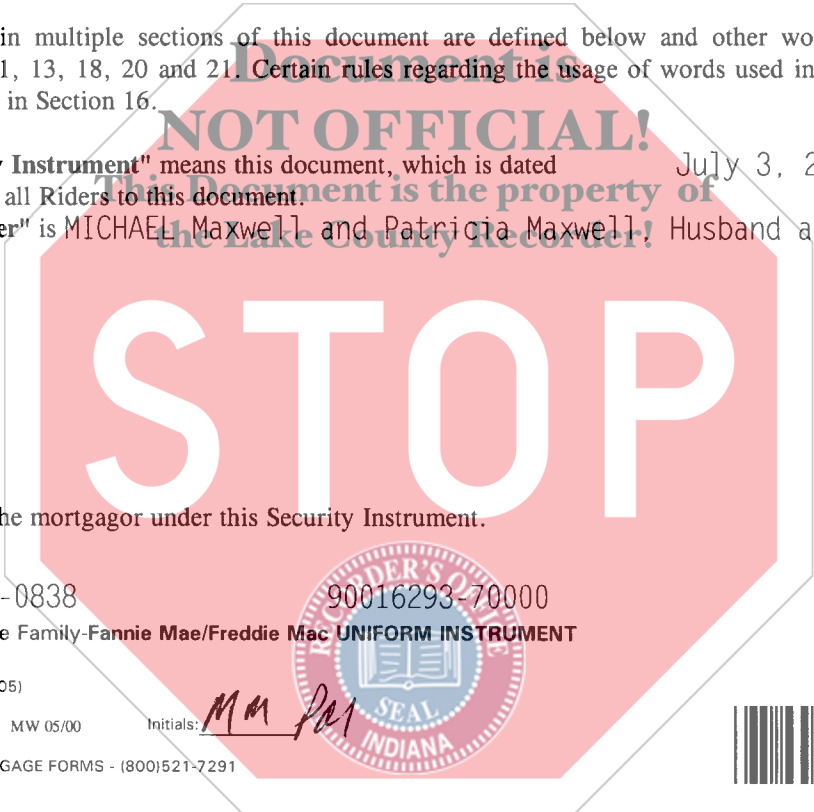 in multiple sections of this document are defined below and other wo
1, 13, 18, 20 and 21. Certain rules regarding the usage of words used in
in Section 16.
Document is
NOT OFFICIAL!
This Document is the property of
the Lake County Recorder!
y Instrument" means this document, which is dated July 3, 2
all Riders to this document.
er" is MICHAEL Maxwell and Patricia Maxwell, Husband a
STOP
he mortgagor under this Security Instrument.
-0838 90016293-70000
e Family-Fannie Mae/Freddie Mac UNIFORM INSTRUMENT
05)
MW 05/00 Initials: MM PM
GAGE FORMS - (800)521-7291
RECORDER'S OFFICE
SEAL
INDIANA